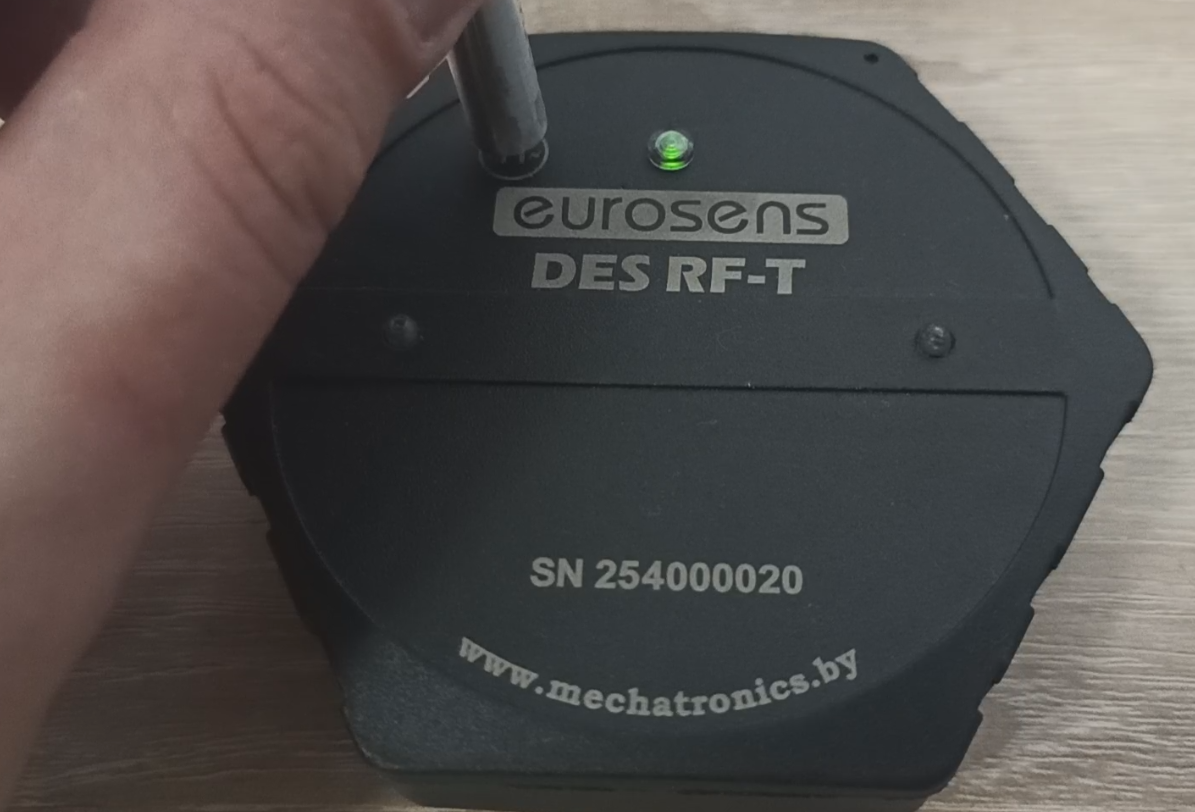 eurosens
DES RF-T
SN 254000020
www.mechatronics.by